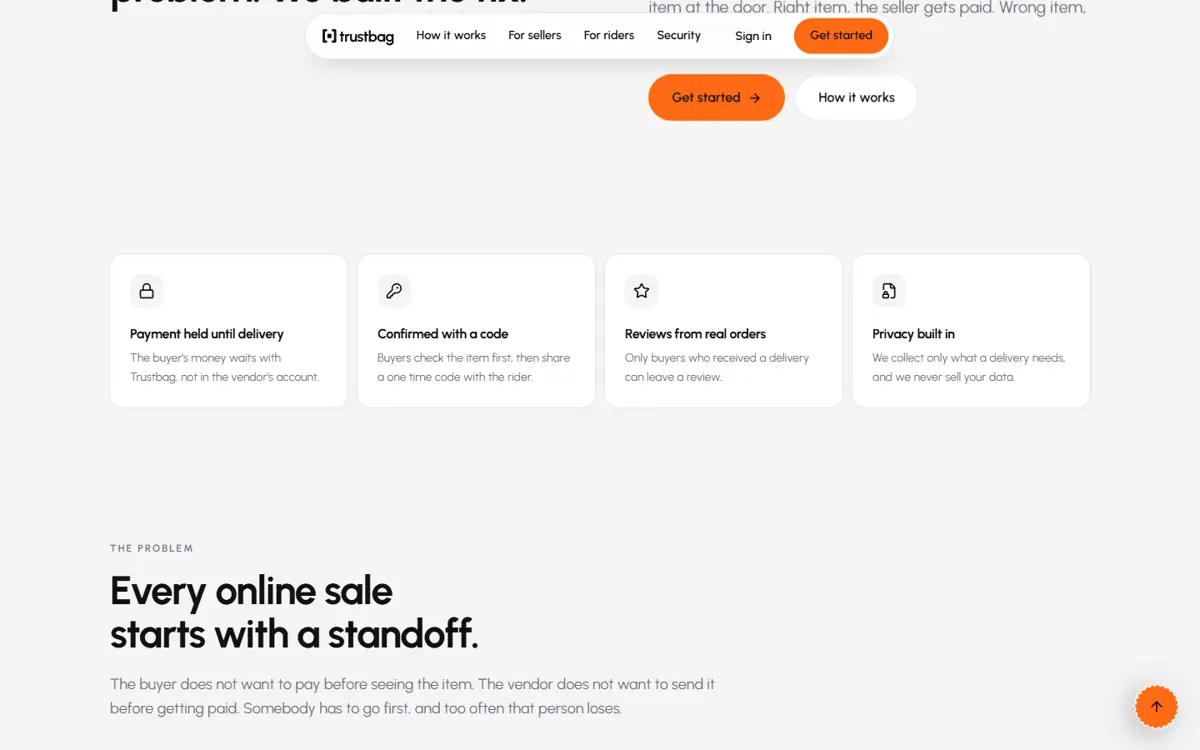 item at the door. Right item, the seller gets paid. Wrong item,
[•] trustbag How it works For sellers For riders Security Sign in Get started
Get started → How it works
Payment held until delivery
The buyer's money waits with
Trustbag, not in the vendor's account.
Confirmed with a code
Buyers check the item first, then share
a one time code with the rider.
Reviews from real orders
Only buyers who received a delivery
can leave a review.
Privacy built in
We collect only what a delivery needs,
and we never sell your data.
THE PROBLEM
Every online sale
starts with a standoff.
The buyer does not want to pay before seeing the item. The vendor does not want to send it
before getting paid. Somebody has to go first, and too often that person loses.